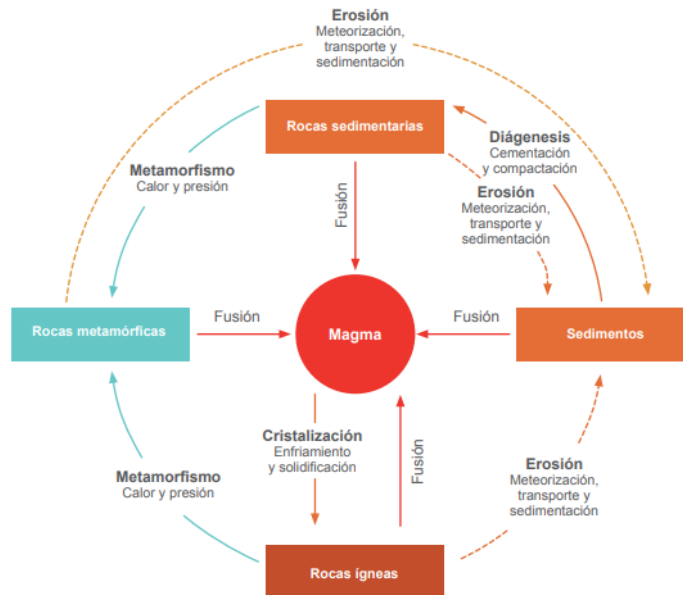 Erosión
Meteorización,
transporte y
sedimentación
Rocas sedimentarias
Diágenesis
Cementación
y compactación
Metamorfismo
Calor y presión
Erosión
Meteorización,
transporte y
sedimentación
Fusión
Rocas metamórficas
Fusión
Magma
Fusión
Sedimentos
Cristalización
Enfriamiento
y solidificación
Fusión
Metamorfismo
Calor y presión
Erosión
Meteorización,
transporte y
sedimentación
Rocas ígneas